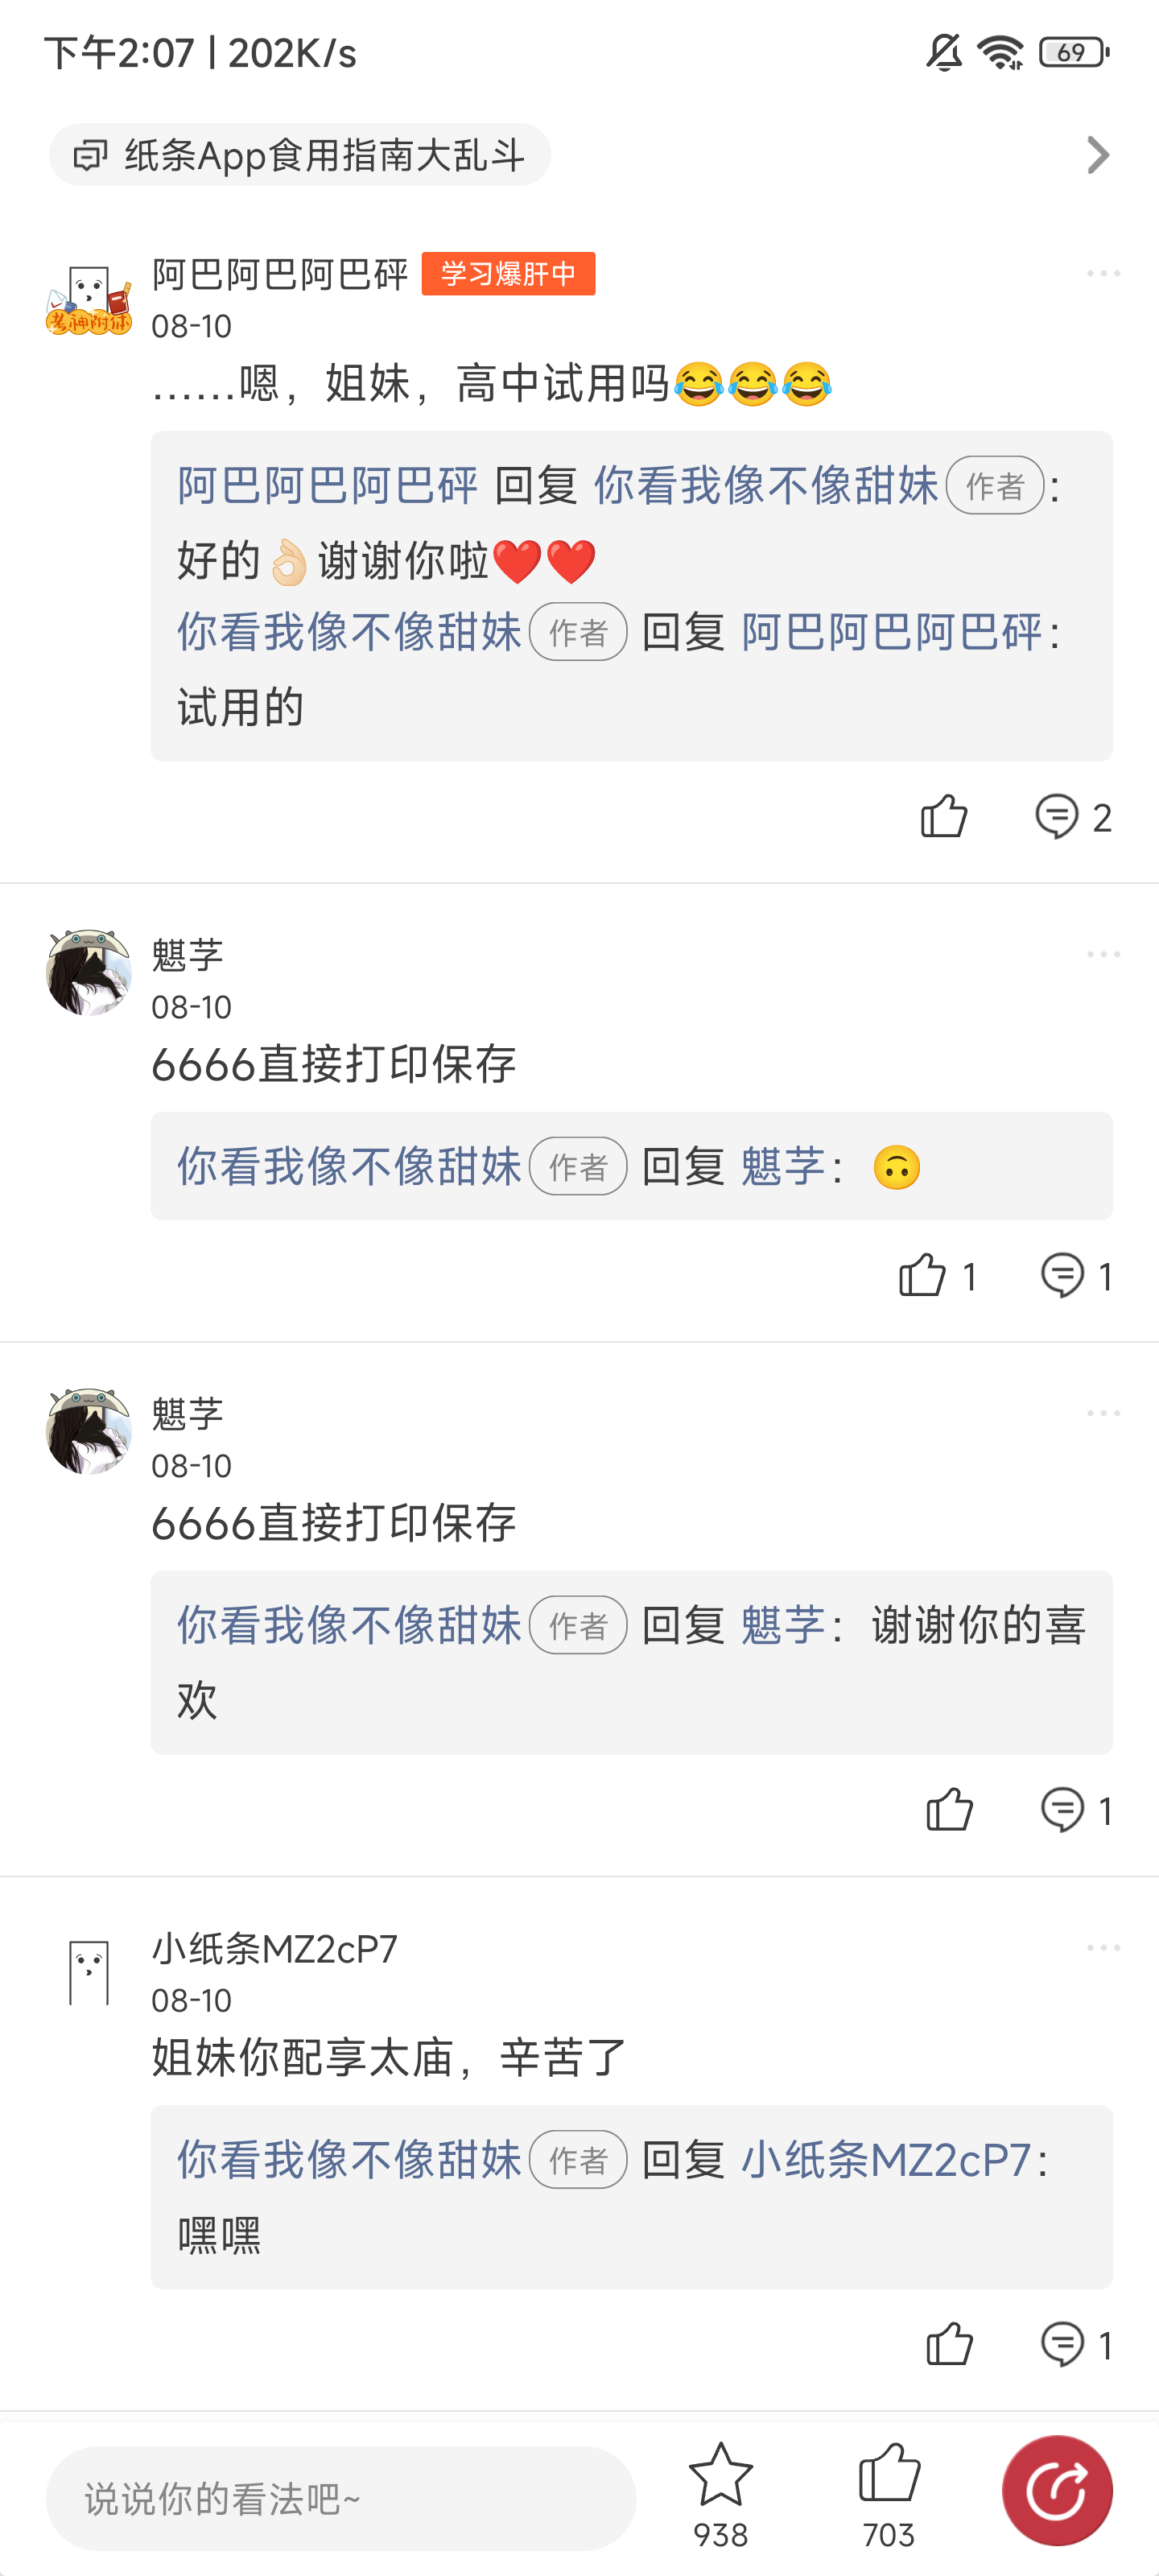 下午2:07 | 202K/s
69
纸条App食用指南大乱斗
阿巴阿巴阿巴砰 学习爆肝中
考神附体
08-10
......嗯，姐妹，高中试用吗😂😂😂
阿巴阿巴阿巴砰 回复 你看我像不像甜妹 作者：
好的👌🏻谢谢你啦❤️❤️
你看我像不像甜妹 作者 回复 阿巴阿巴阿巴砰：
试用的
2
08-10
6666直接打印保存
你看我像不像甜妹 作者 回复
🙃
1 1
08-10
6666直接打印保存
你看我像不像甜妹 作者 回复
谢谢你的喜
欢
1
小纸条MZ2cP7
08-10
姐妹你配享太庙，辛苦了
你看我像不像甜妹 作者 回复 小纸条MZ2cP7：
嘿嘿
1
说说你的看法吧~
938
703